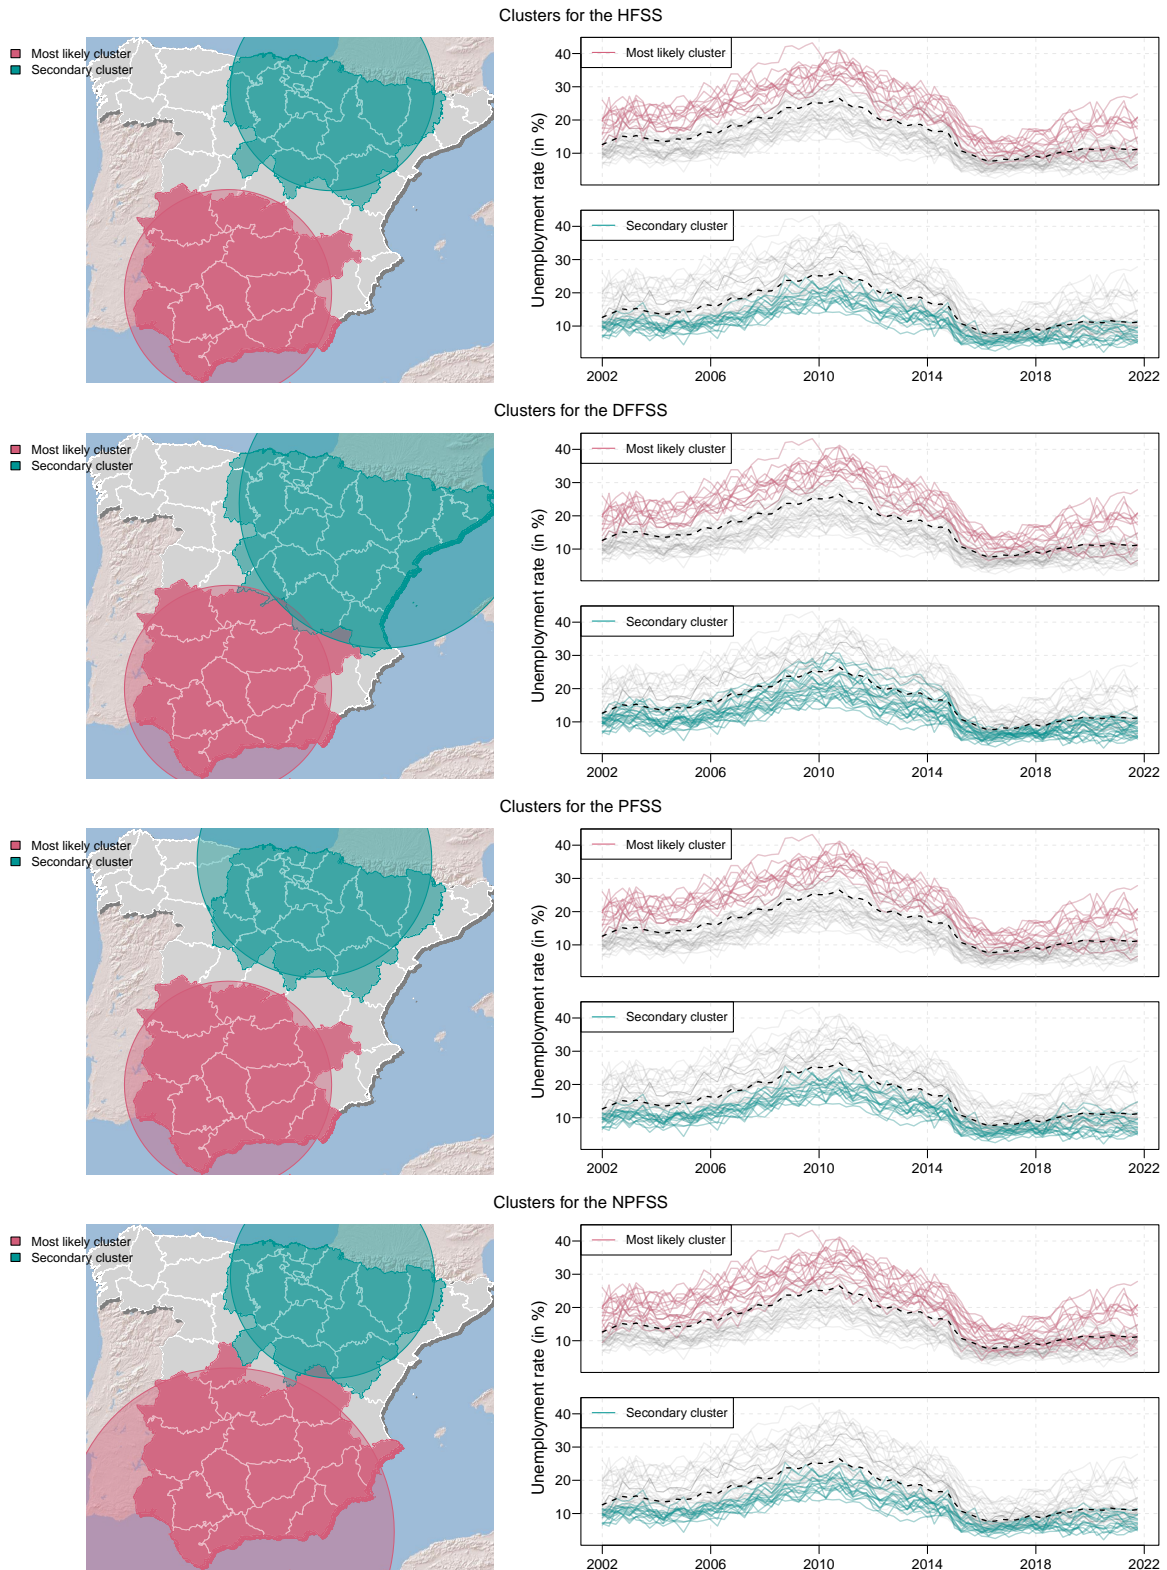 Clusters for the HFSS
Most likely cluster
Secondary cluster
Unemployment rate (in %)
40
30
20
10
Most likely cluster
40
30
20
10
Secondary cluster
2002 2006 2010 2014 2018 2022
Clusters for the DFFSS
Most likely cluster
Secondary cluster
Unemployment rate (in %)
40
30
20
10
Most likely cluster
40
30
20
10
Secondary cluster
2002 2006 2010 2014 2018 2022
Clusters for the PFSS
Most likely cluster
Secondary cluster
Unemployment rate (in %)
40
30
20
10
Most likely cluster
40
30
20
10
Secondary cluster
2002 2006 2010 2014 2018 2022
Clusters for the NPFSS
Most likely cluster
Secondary cluster
Unemployment rate (in %)
40
30
20
10
Most likely cluster
40
30
20
10
Secondary cluster
2002 2006 2010 2014 2018 2022